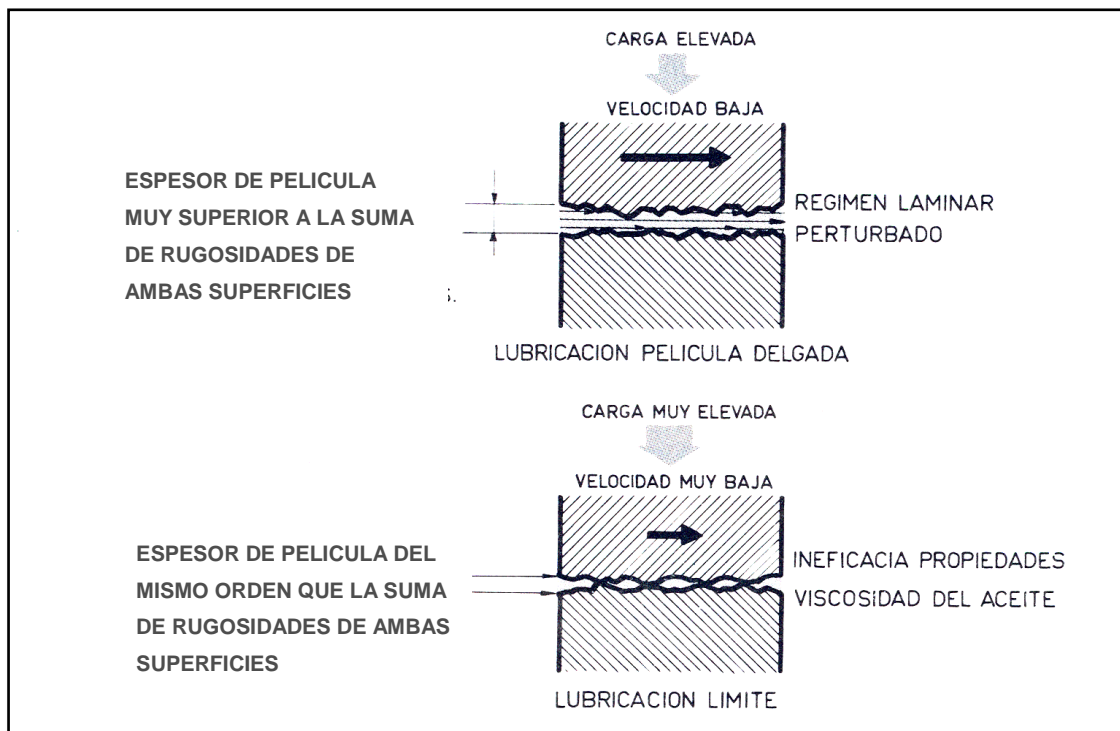 CARGA ELEVADA
VELOCIDAD BAJA
ESPESOR DE PELICULA
MUY SUPERIOR A LA SUMA
DE RUGOSIDADES DE
AMBAS SUPERFICIES
REGIMEN LAMINAR
PERTURBADO
LUBRICACION PELICULA DELGADA
CARGA MUY ELEVADA
VELOCIDAD MUY BAJA
ESPESOR DE PELICULA DEL
MISMO ORDEN QUE LA SUMA
DE RUGOSIDADES DE AMBAS
SUPERFICIES
INEFICACIA PROPIEDADES
VISCOSIDAD DEL ACEITE
LUBRICACION LIMITE